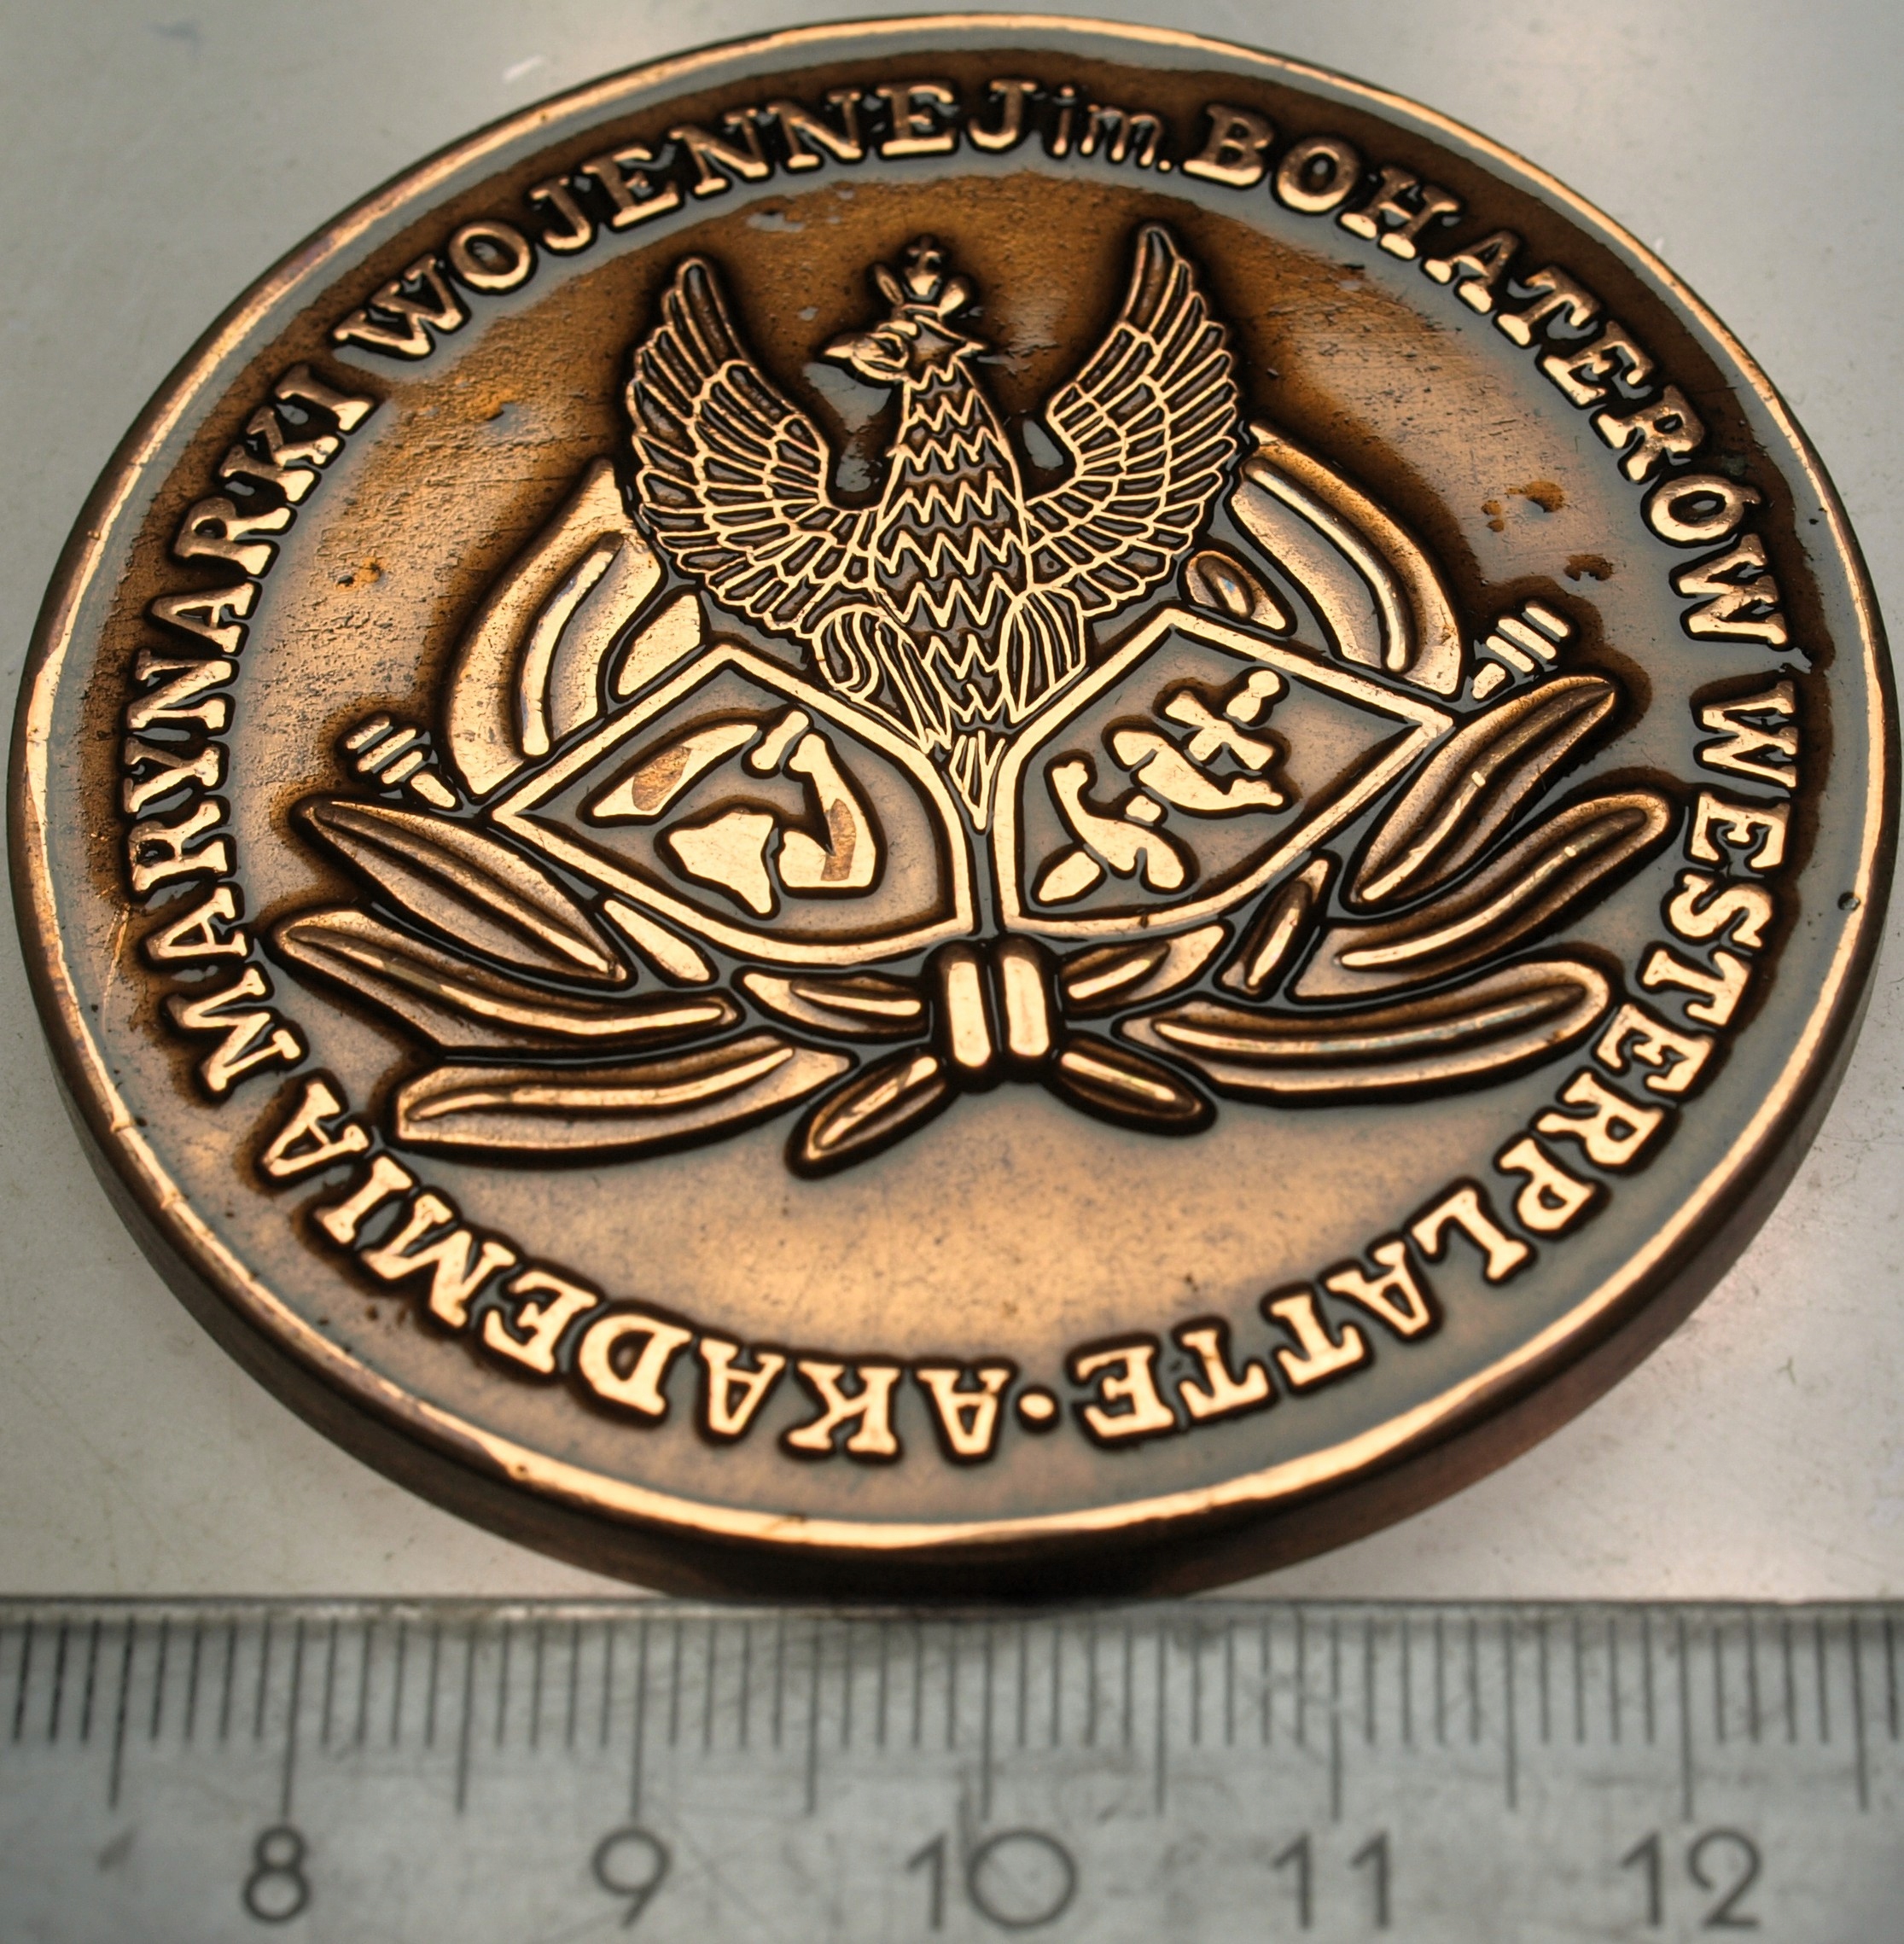 AKADEMIA MARYNARKI WOJENNEJ im. BOHATERÓW WESTERPLATTE •
8 9 10 11 12